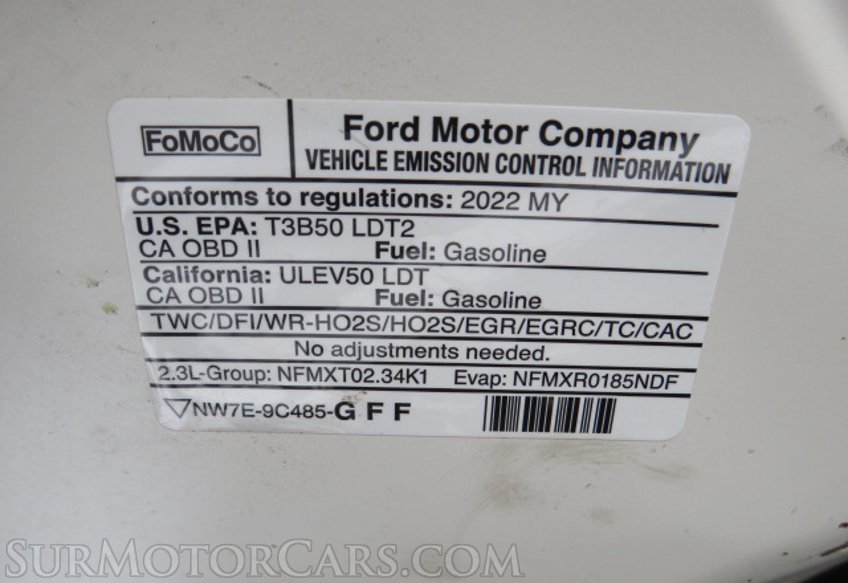 FoMoCo
Ford Motor Company
VEHICLE EMISSION CONTROL INFORMATION
Conforms to regulations: 2022 MY
U.S. EPA: T3B50 LDT2
CA OBD II Fuel: Gasoline
California: ULEV50 LDT
CA OBD II Fuel: Gasoline
TWC/DFI/WR-HO2S/HO2S/EGR/EGRC/TC/CAC
No adjustments needed.
2.3L-Group: NFMXT02.34K1 Evap: NFMXR0185NDF
NW7E-9C485-G F F
SURMOTORCARS.COM